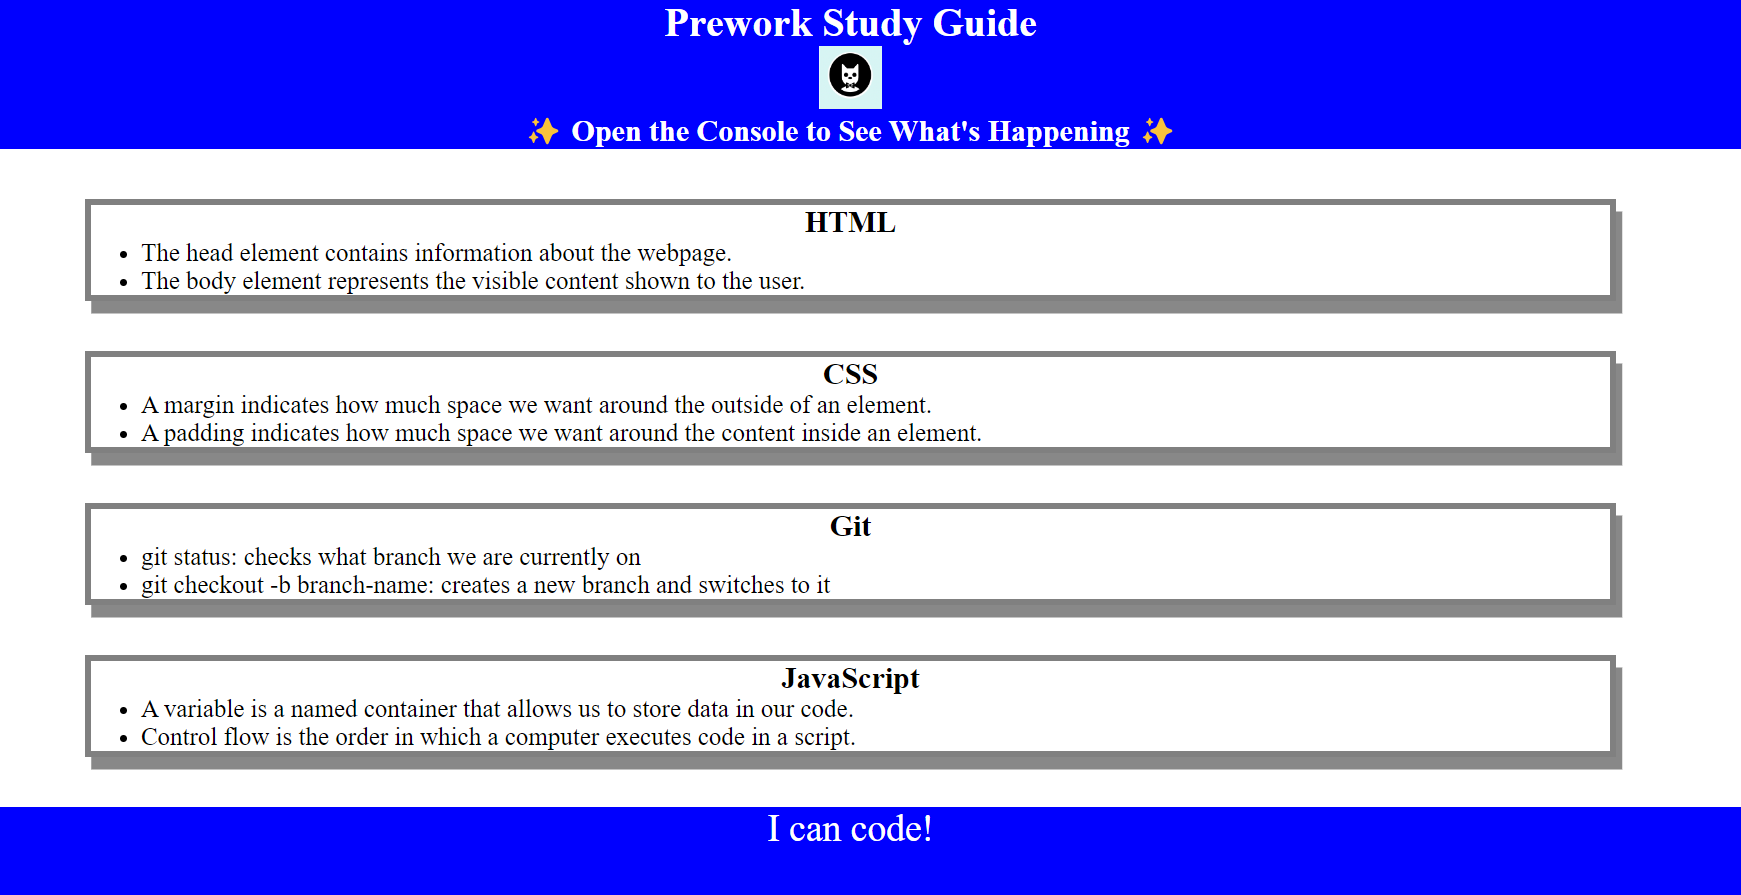 Prework Study Guide
✨ Open the Console to See What's Happening ✨
HTML
• The head element contains information about the webpage.
• The body element represents the visible content shown to the user.
CSS
• A margin indicates how much space we want around the outside of an element.
• A padding indicates how much space we want around the content inside an element.
Git
• git status: checks what branch we are currently on
• git checkout -b branch-name: creates a new branch and switches to it
JavaScript
• A variable is a named container that allows us to store data in our code.
• Control flow is the order in which a computer executes code in a script.
I can code!